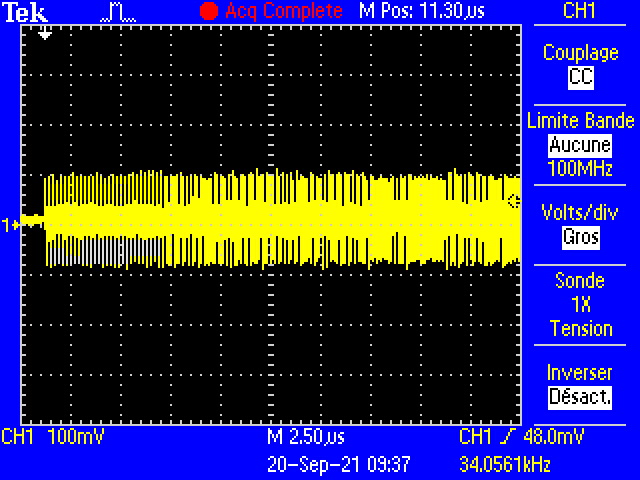 Tek Acq Complete M Pos: 11.30µs CH1
Couplage
CC
Limite Bande
Aucune
100MHz
Volts/div
Gros
Sonde
1X
Tension
Inverser
Désact.
1
CH1 100mV M 2.50µs CH1 48.0mV
20-Sep-21 09:37 34.0561kHz